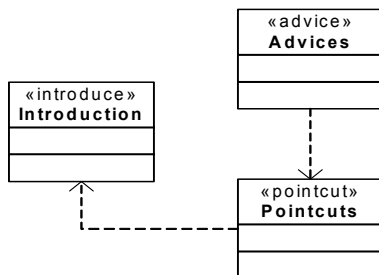 «advice»
Advices
«introduce»
Introduction
«pointcut»
Pointcuts